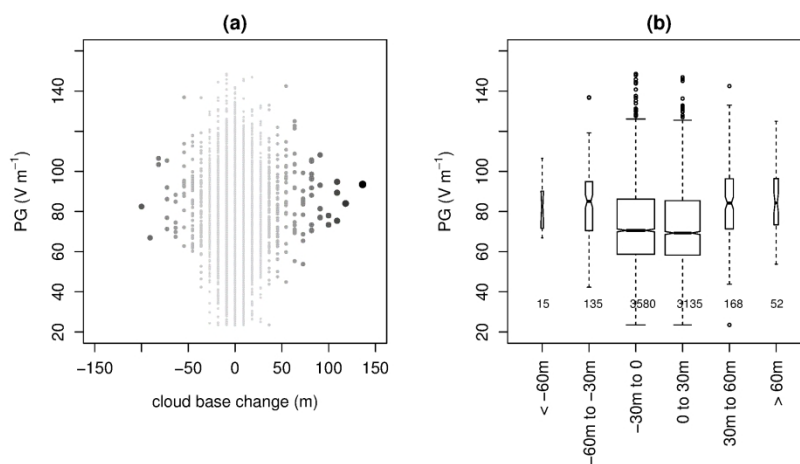 (a)
PG (V m⁻¹)
20 40 60 80 100 140
−150 −50 0 50 100 150
cloud base change (m)
(b)
PG (V m⁻¹)
20 40 60 80 100 140
15 135 3580 3135 168 52
< −60m
−60m to −30m
−30m to 0
0 to 30m
30m to 60m
> 60m